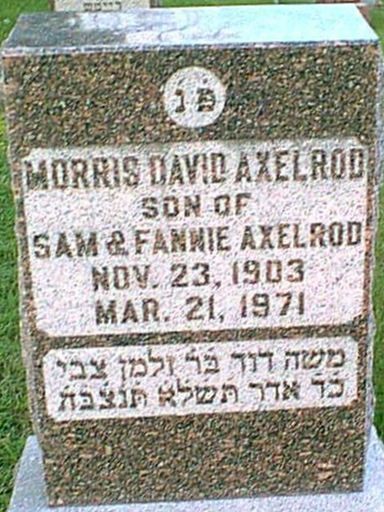 פ נ
MORRIS DAVID AXELROD
SON OF
SAM & FANNIE AXELROD
NOV. 23, 1903
MAR. 21, 1971
משה דוד בר זלמן צבי
כד אדר תשלא תנצבה